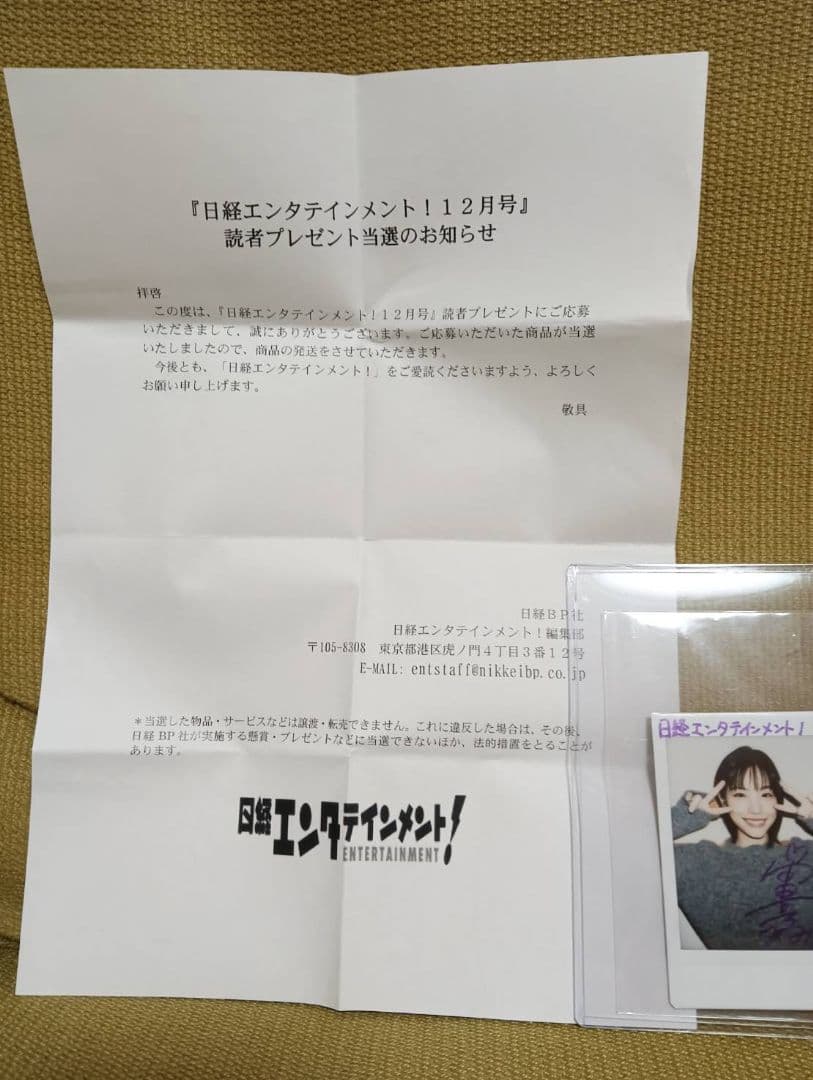 『日経エンタテインメント！１２月号』
読者プレゼント当選のお知らせ
拝啓
この度は、『日経エンタテインメント！１２月号』読者プレゼントにご応募
いただきまして、誠にありがとうございます。ご応募いただいた商品が当選
いたしましたので、商品の発送をさせていただきます。
今後とも、「日経エンタテインメント！」をご愛読くださいますよう、よろしく
お願い申し上げます。
敬具
日経ＢＰ社
日経エンタテインメント！編集部
〒105-8308　東京都港区虎ノ門４丁目３番１２号
E-MAIL: entstaff@nikkeibp.co.jp
＊当選した物品・サービスなどは譲渡・転売できません。これに違反した場合は、その後、
日経 BP 社が実施する懸賞・プレゼントなどに当選できないほか、法的措置をとることが
あります。
日経エンタテインメント！
ENTERTAINMENT
日経エンタテインメント！